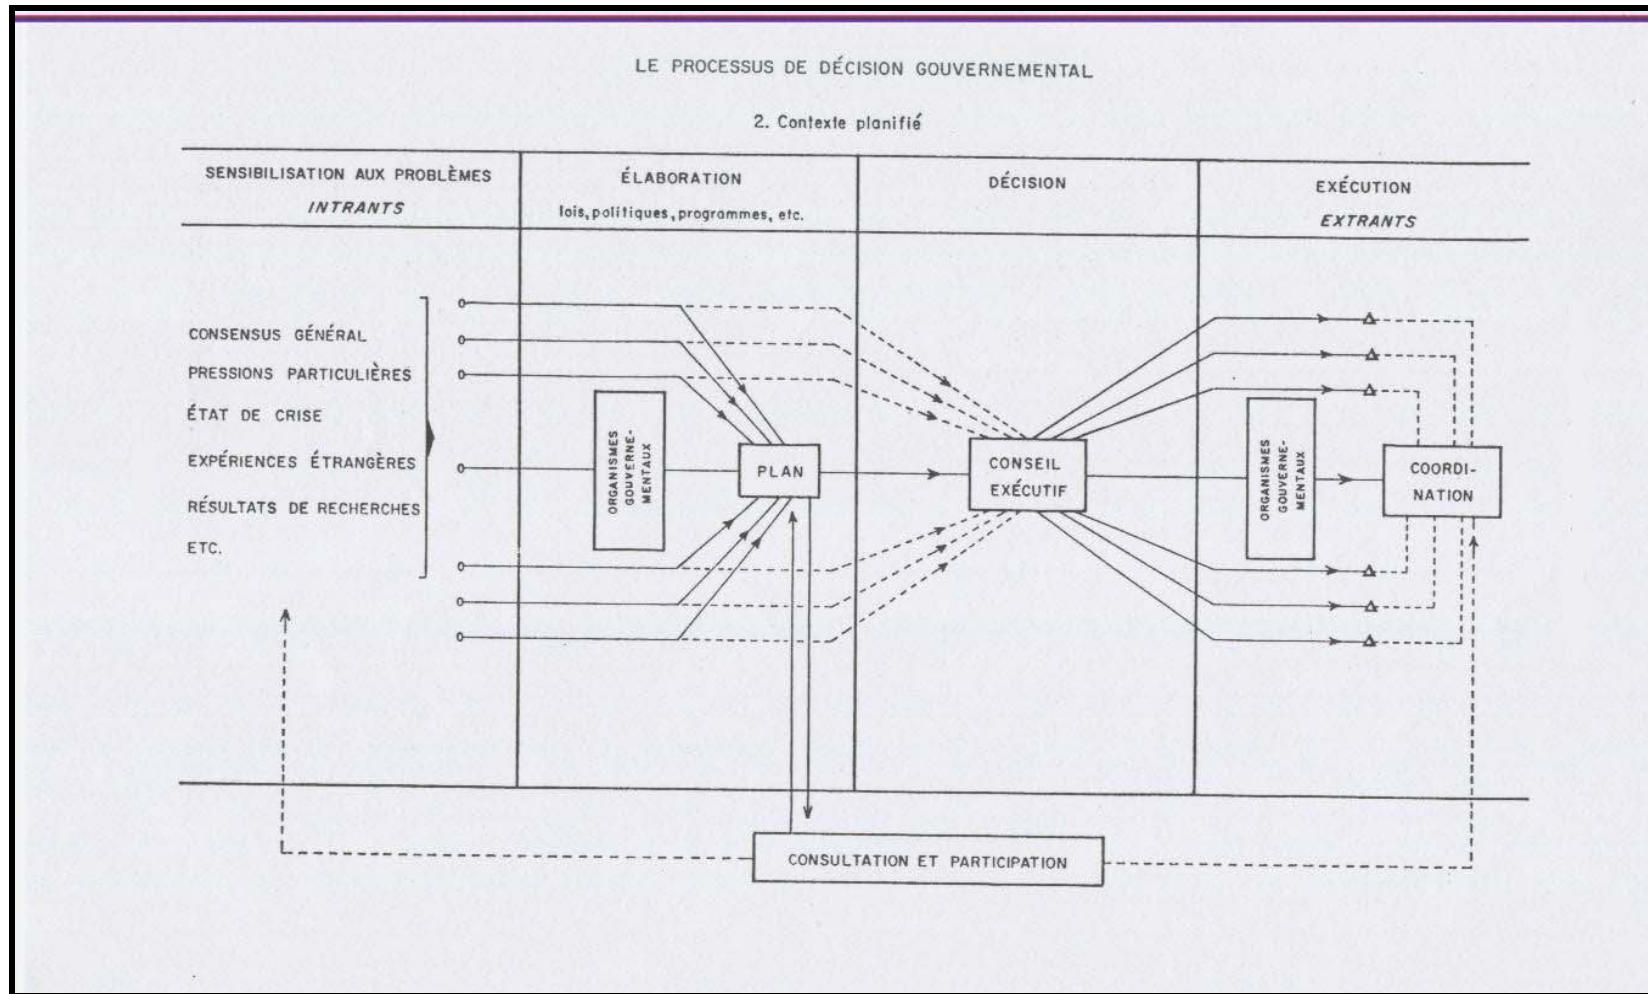 LE PROCESSUS DE DÉCISION GOUVERNEMENTAL
2. Contexte planifié
SENSIBILISATION AUX PROBLÈMES
INTRANTS
ÉLABORATION
lois, politiques, programmes, etc.
DÉCISION
EXÉCUTION
EXTRANTS
CONSENSUS GÉNÉRAL
PRESSIONS PARTICULIÈRES
ÉTAT DE CRISE
EXPÉRIENCES ÉTRANGÈRES
RÉSULTATS DE RECHERCHES
ETC.
ORGANISMES
GOUVERNE-
MENTAUX
PLAN
CONSEIL
EXÉCUTIF
ORGANISMES
GOUVERNE-
MENTAUX
COORDI-
NATION
CONSULTATION ET PARTICIPATION